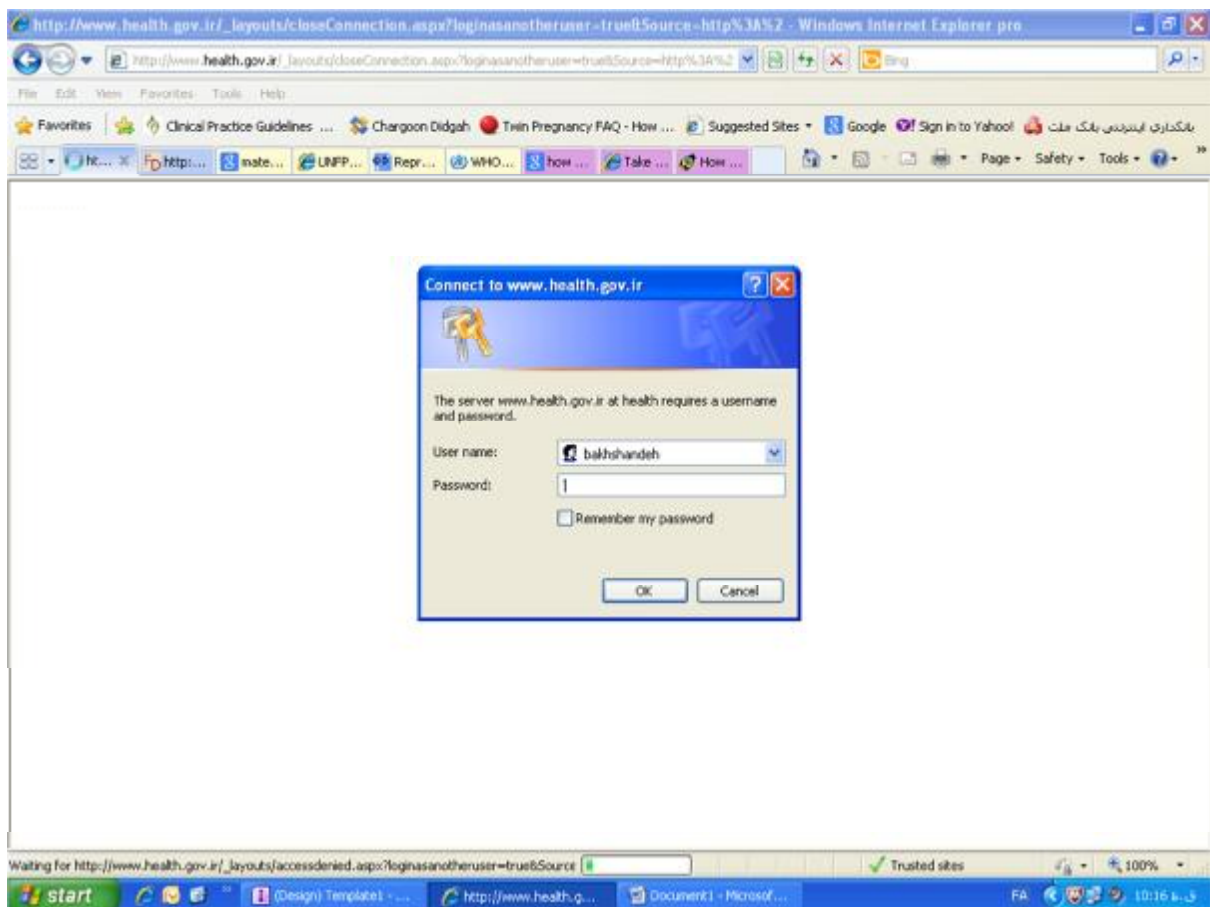 http://www.health.gov.ir/_layouts/closeConnection.aspx?loginasanotheruser=true&Source=http%3A%2 - Windows Internet Explorer pro
http://www.health.gov.ir/_layouts/closeConnection.aspx?loginasanotheruser=true&Source=http%3A%2 Bing
File Edit View Favorites Tools Help
Favorites Clinical Practice Guidelines ... Chargoon Didgah Twin Pregnancy FAQ - How ... Suggested Sites Google Sign in to Yahoo! بانکداری اینترنتی بانک ملت
ht... http:... mate... UNFP... Repr... WHO... how ... Take ... How ... Page Safety Tools
Connect to www.health.gov.ir
The server www.health.gov.ir at health requires a username
and password.
User name: bakhshandeh
Password:
Remember my password
OK Cancel
Waiting for http://www.health.gov.ir/_layouts/accessdenied.aspx?loginasanotheruser=true&Source Trusted sites 100%
start (Design) Template1 - ... http://www.health.g... Document1 - Microsof... FA 10:16 ق.ظ